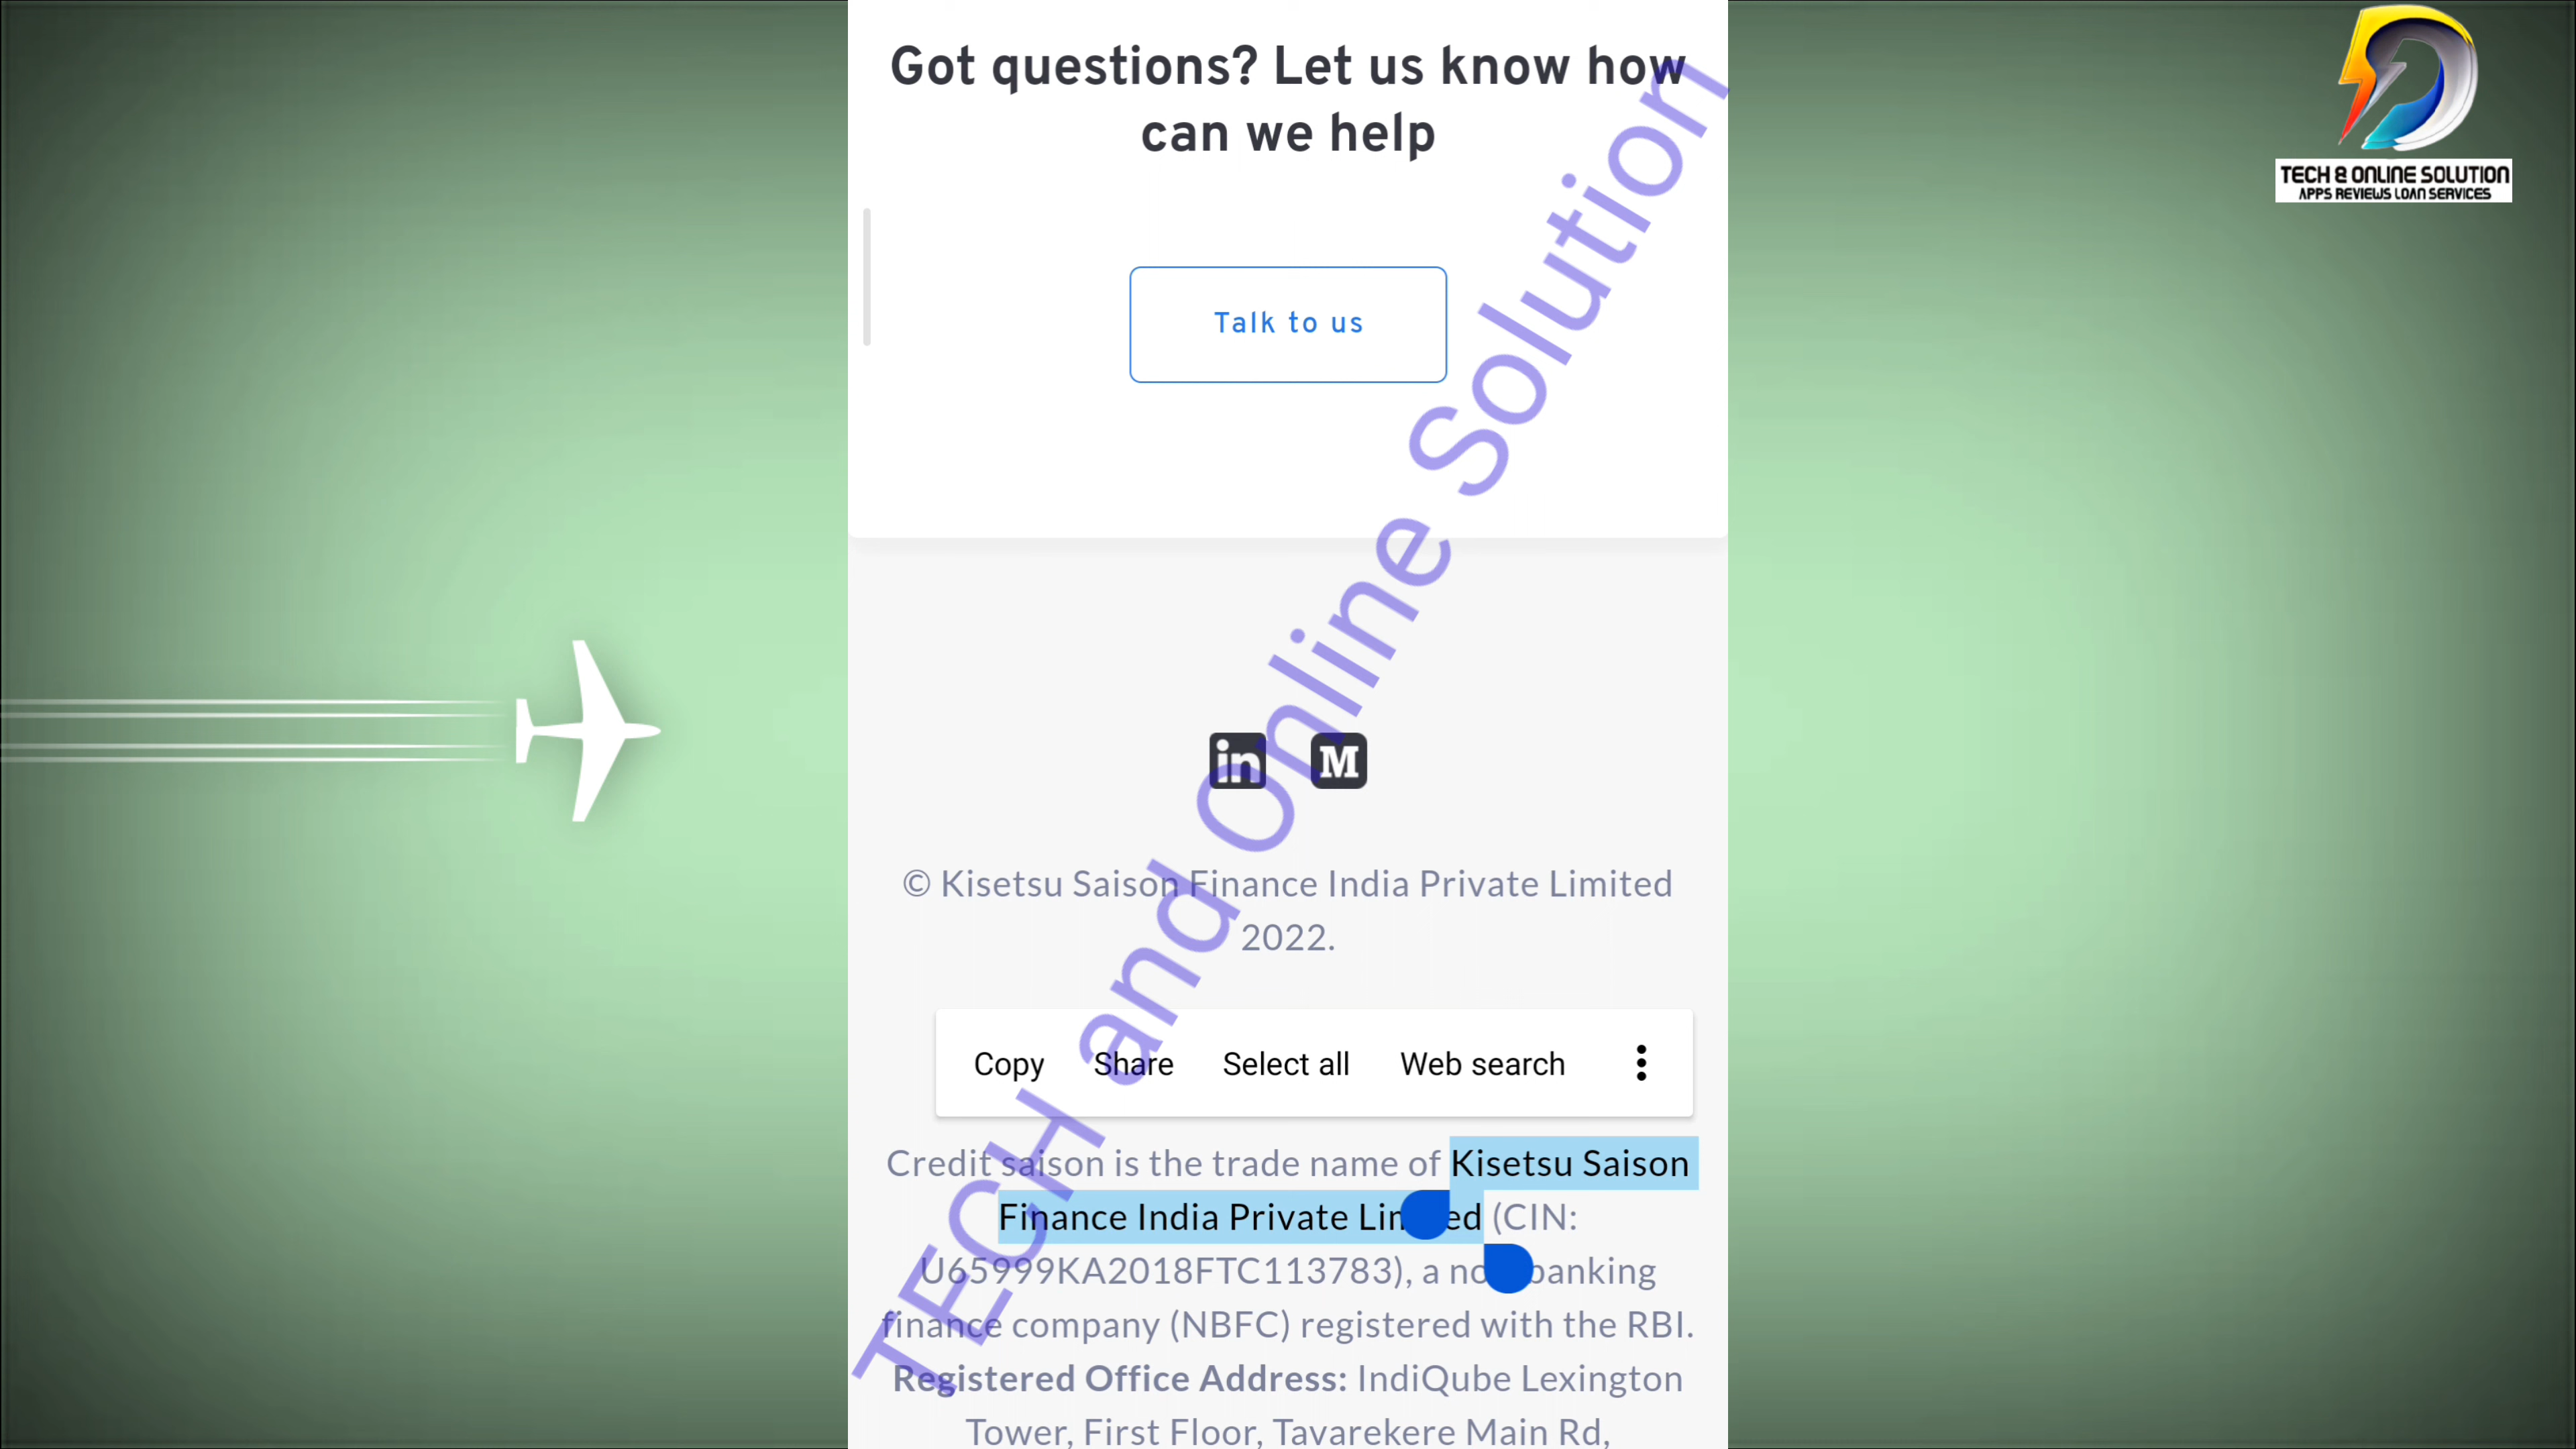 Got questions? Let us know how
can we help
Talk to us
TECH and Online Solution
TECH & ONLINE SOLUTION
APPS REVIEWS LOAN SERVICES
in M
© Kisetsu Saison Finance India Private Limited
2022.
Copy Share Select all Web search
Credit saison is the trade name of Kisetsu Saison
Finance India Private Limited (CIN:
U65999KA2018FTC113783), a non-banking
finance company (NBFC) registered with the RBI.
Registered Office Address: IndiQube Lexington
Tower, First Floor, Tavarekere Main Rd,